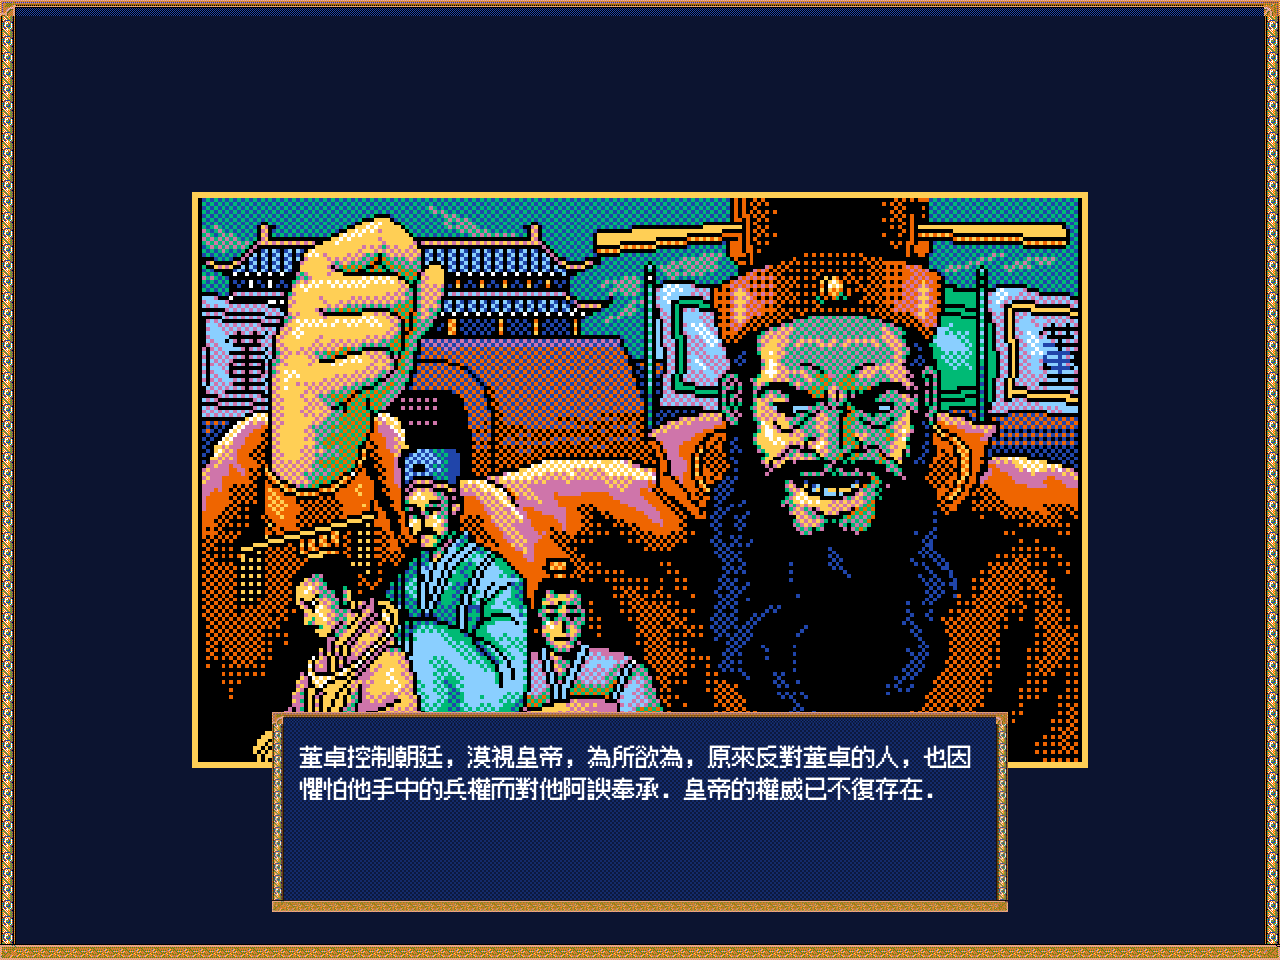 董卓控制朝廷，漠視皇帝，為所欲為，原來反對董卓的人，也因
懼怕他手中的兵權而對他阿諛奉承．皇帝的權威已不復存在．